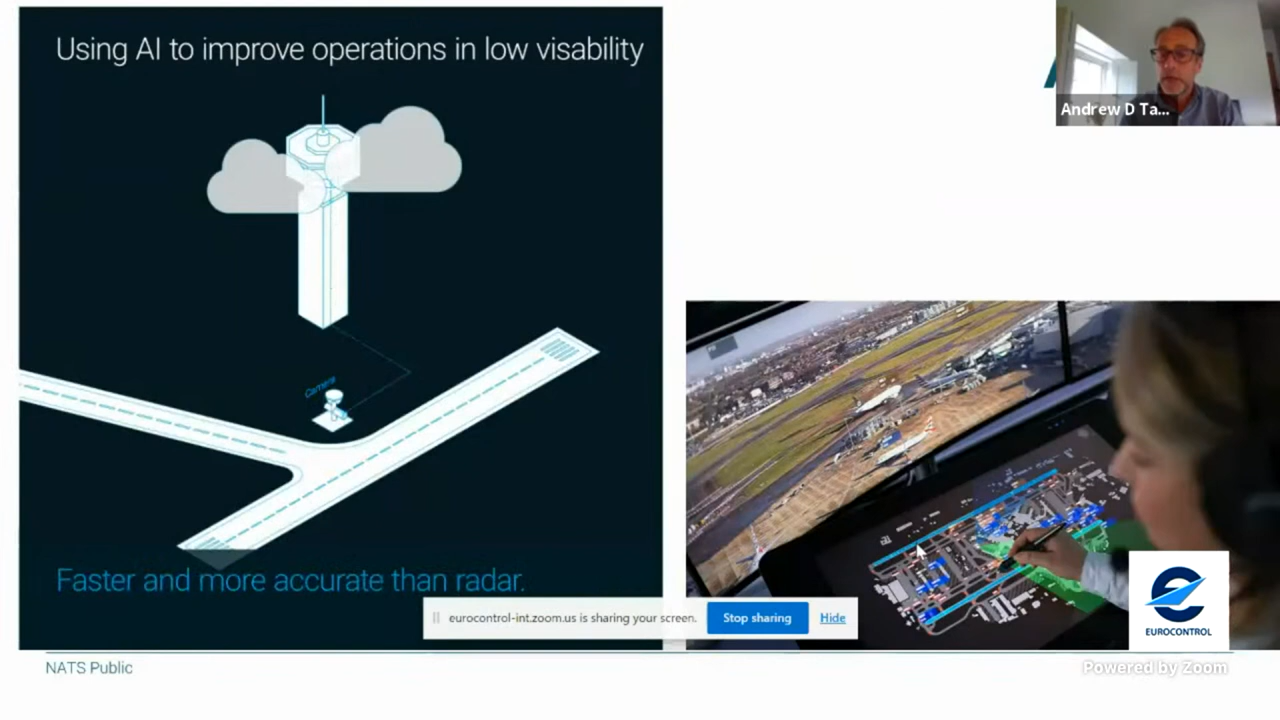 Using AI to improve operations in low visability
Andrew D Ta...
Camera
Faster and more accurate than radar.
eurocontrol-int.zoom.us is sharing your screen.
Stop sharing
Hide
EUROCONTROL
NATS Public
Powered by Zoom